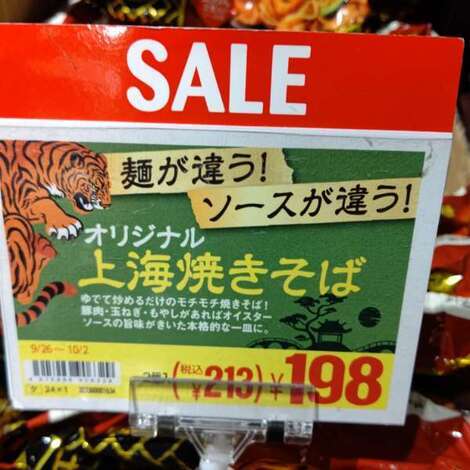 SALE
麺が違う!
ソースが違う!
オリジナル
上海焼きそば
ゆでて炒めるだけのモチモチ焼きそば!
豚肉・玉ねぎ・もやしがあればオイスター
ソースの旨味がきいた本格的な一皿に。
9/26~10/2
(税込¥213)¥198
ケ 24×1